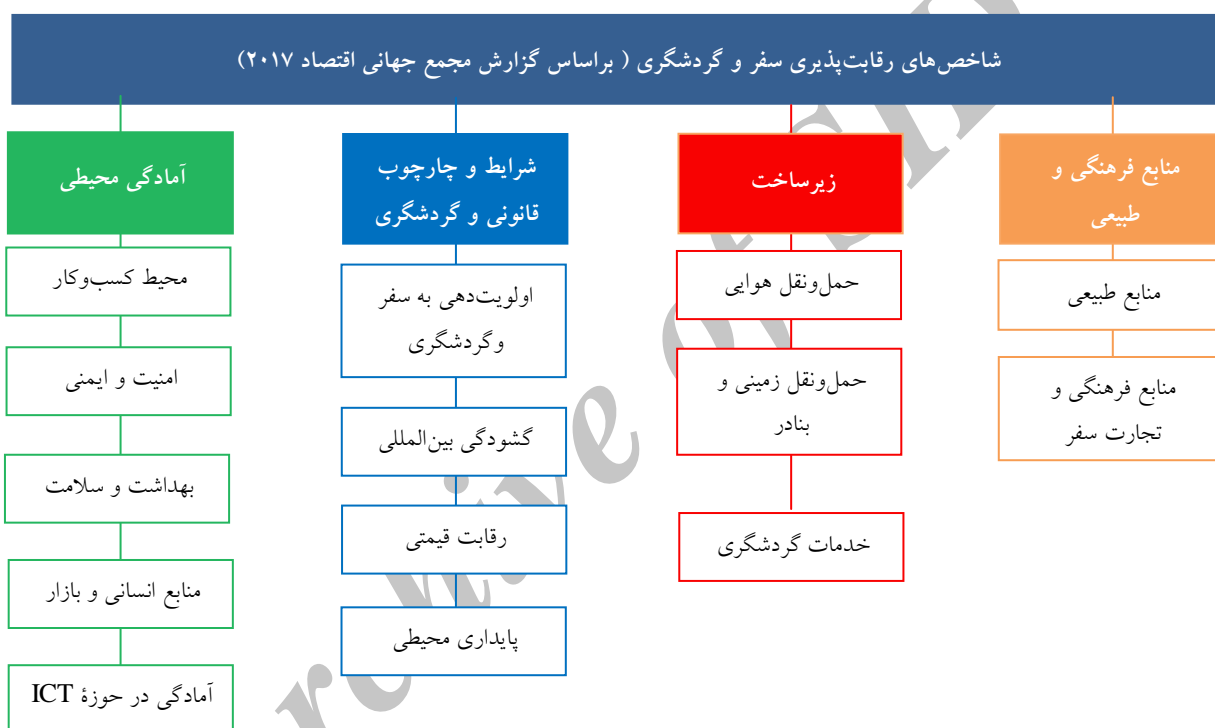 شاخص‌های رقابت‌پذیری سفر و گردشگری ( براساس گزارش مجمع جهانی اقتصاد ۲۰۱۷)
منابع فرهنگی و
طبیعی
منابع طبیعی
منابع فرهنگی و
تجارت سفر
زیرساخت
حمل‌ونقل هوایی
حمل‌ونقل زمینی و
بنادر
خدمات گردشگری
شرایط و چارچوب
قانونی و گردشگری
اولویت‌دهی به سفر
وگردشگری
گشودگی بین‌المللی
رقابت قیمتی
پایداری محیطی
آمادگی محیطی
محیط کسب‌وکار
امنیت و ایمنی
بهداشت و سلامت
منابع انسانی و بازار
آمادگی در حوزهٔ ICT